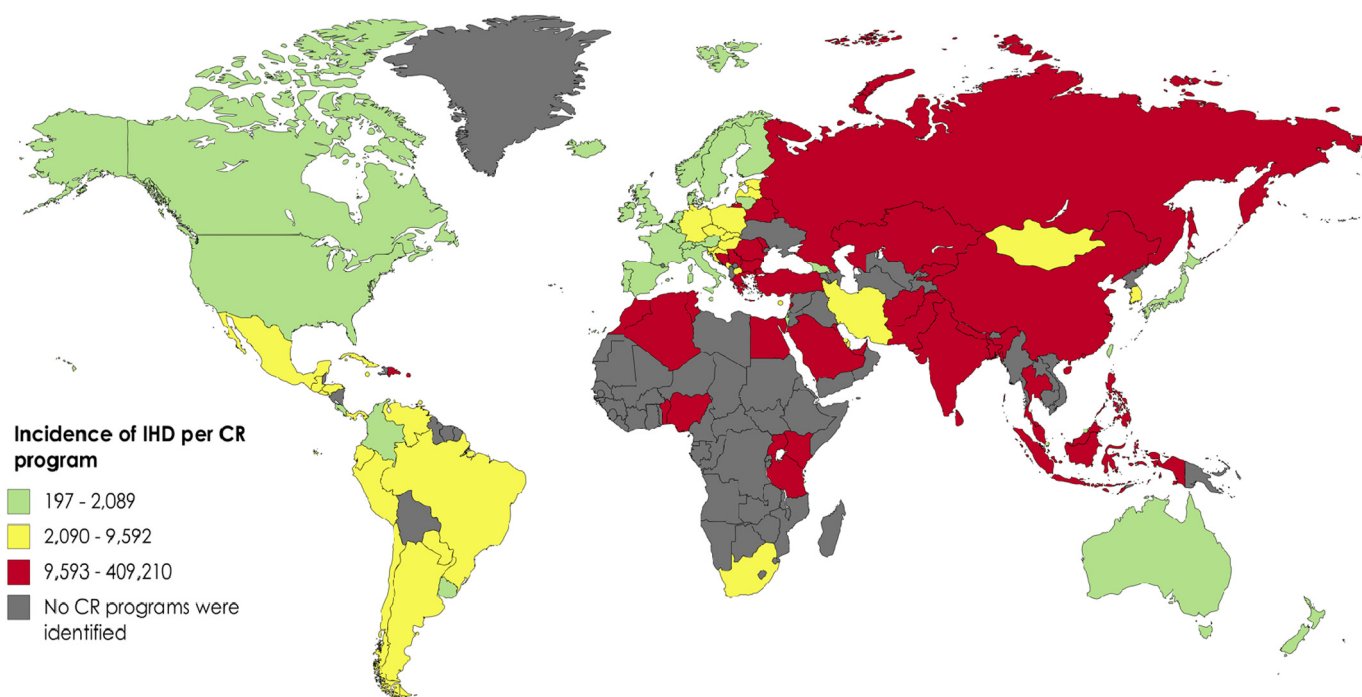 Incidence of IHD per CR
program
197 - 2,089
2,090 - 9,592
9,593 - 409,210
No CR programs were
identified